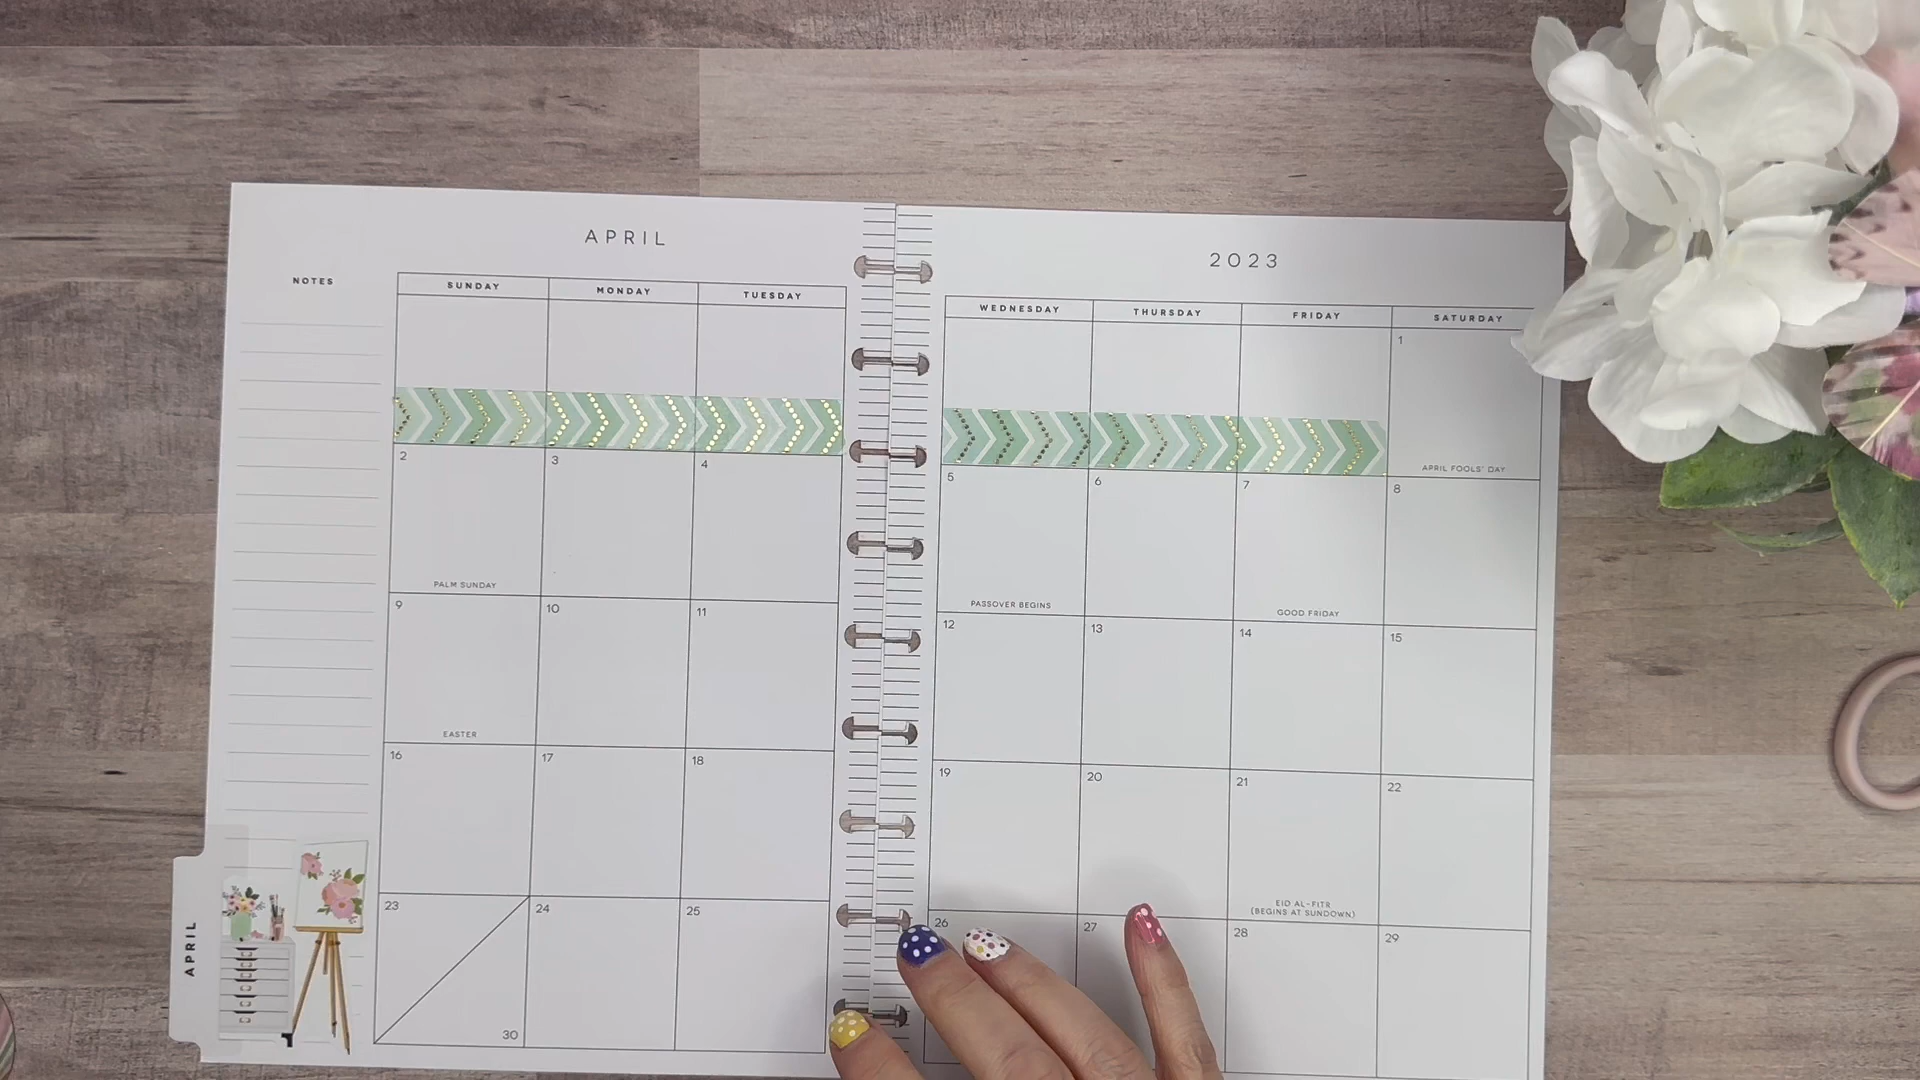 APRIL
2023
NOTES
SUNDAY MONDAY TUESDAY WEDNESDAY THURSDAY FRIDAY SATURDAY
1
APRIL FOOLS' DAY
2 3 4 5 6 7 8
PALM SUNDAY PASSOVER BEGINS GOOD FRIDAY
9 10 11 12 13 14 15
EASTER
16 17 18 19 20 21 22
EID AL-FITR
(BEGINS AT SUNDOWN)
23 24 25 26 27 28 29
30
APRIL